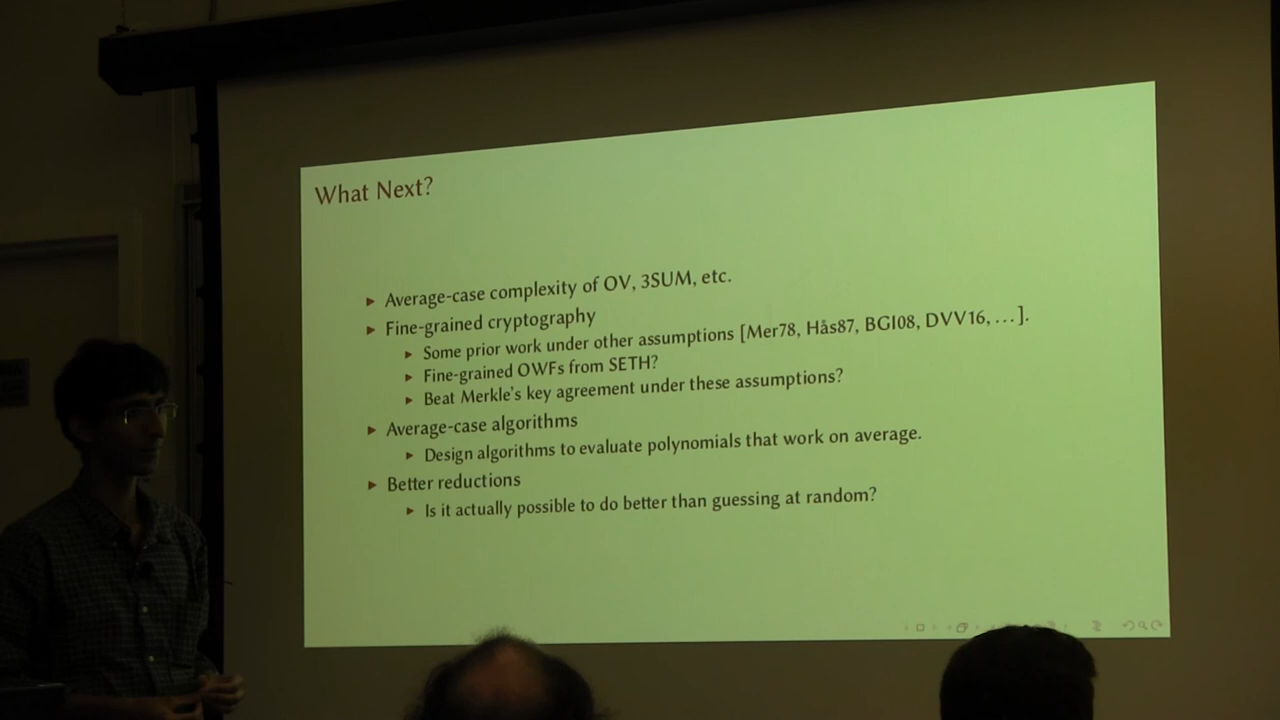 What Next?
▸ Average-case complexity of OV, 3SUM, etc.
▸ Fine-grained cryptography
▸ Some prior work under other assumptions [Mer78, Hås87, BGI08, DVV16, ...].
▸ Fine-grained OWFs from SETH?
▸ Beat Merkle's key agreement under these assumptions?
▸ Average-case algorithms
▸ Design algorithms to evaluate polynomials that work on average.
▸ Better reductions
▸ Is it actually possible to do better than guessing at random?